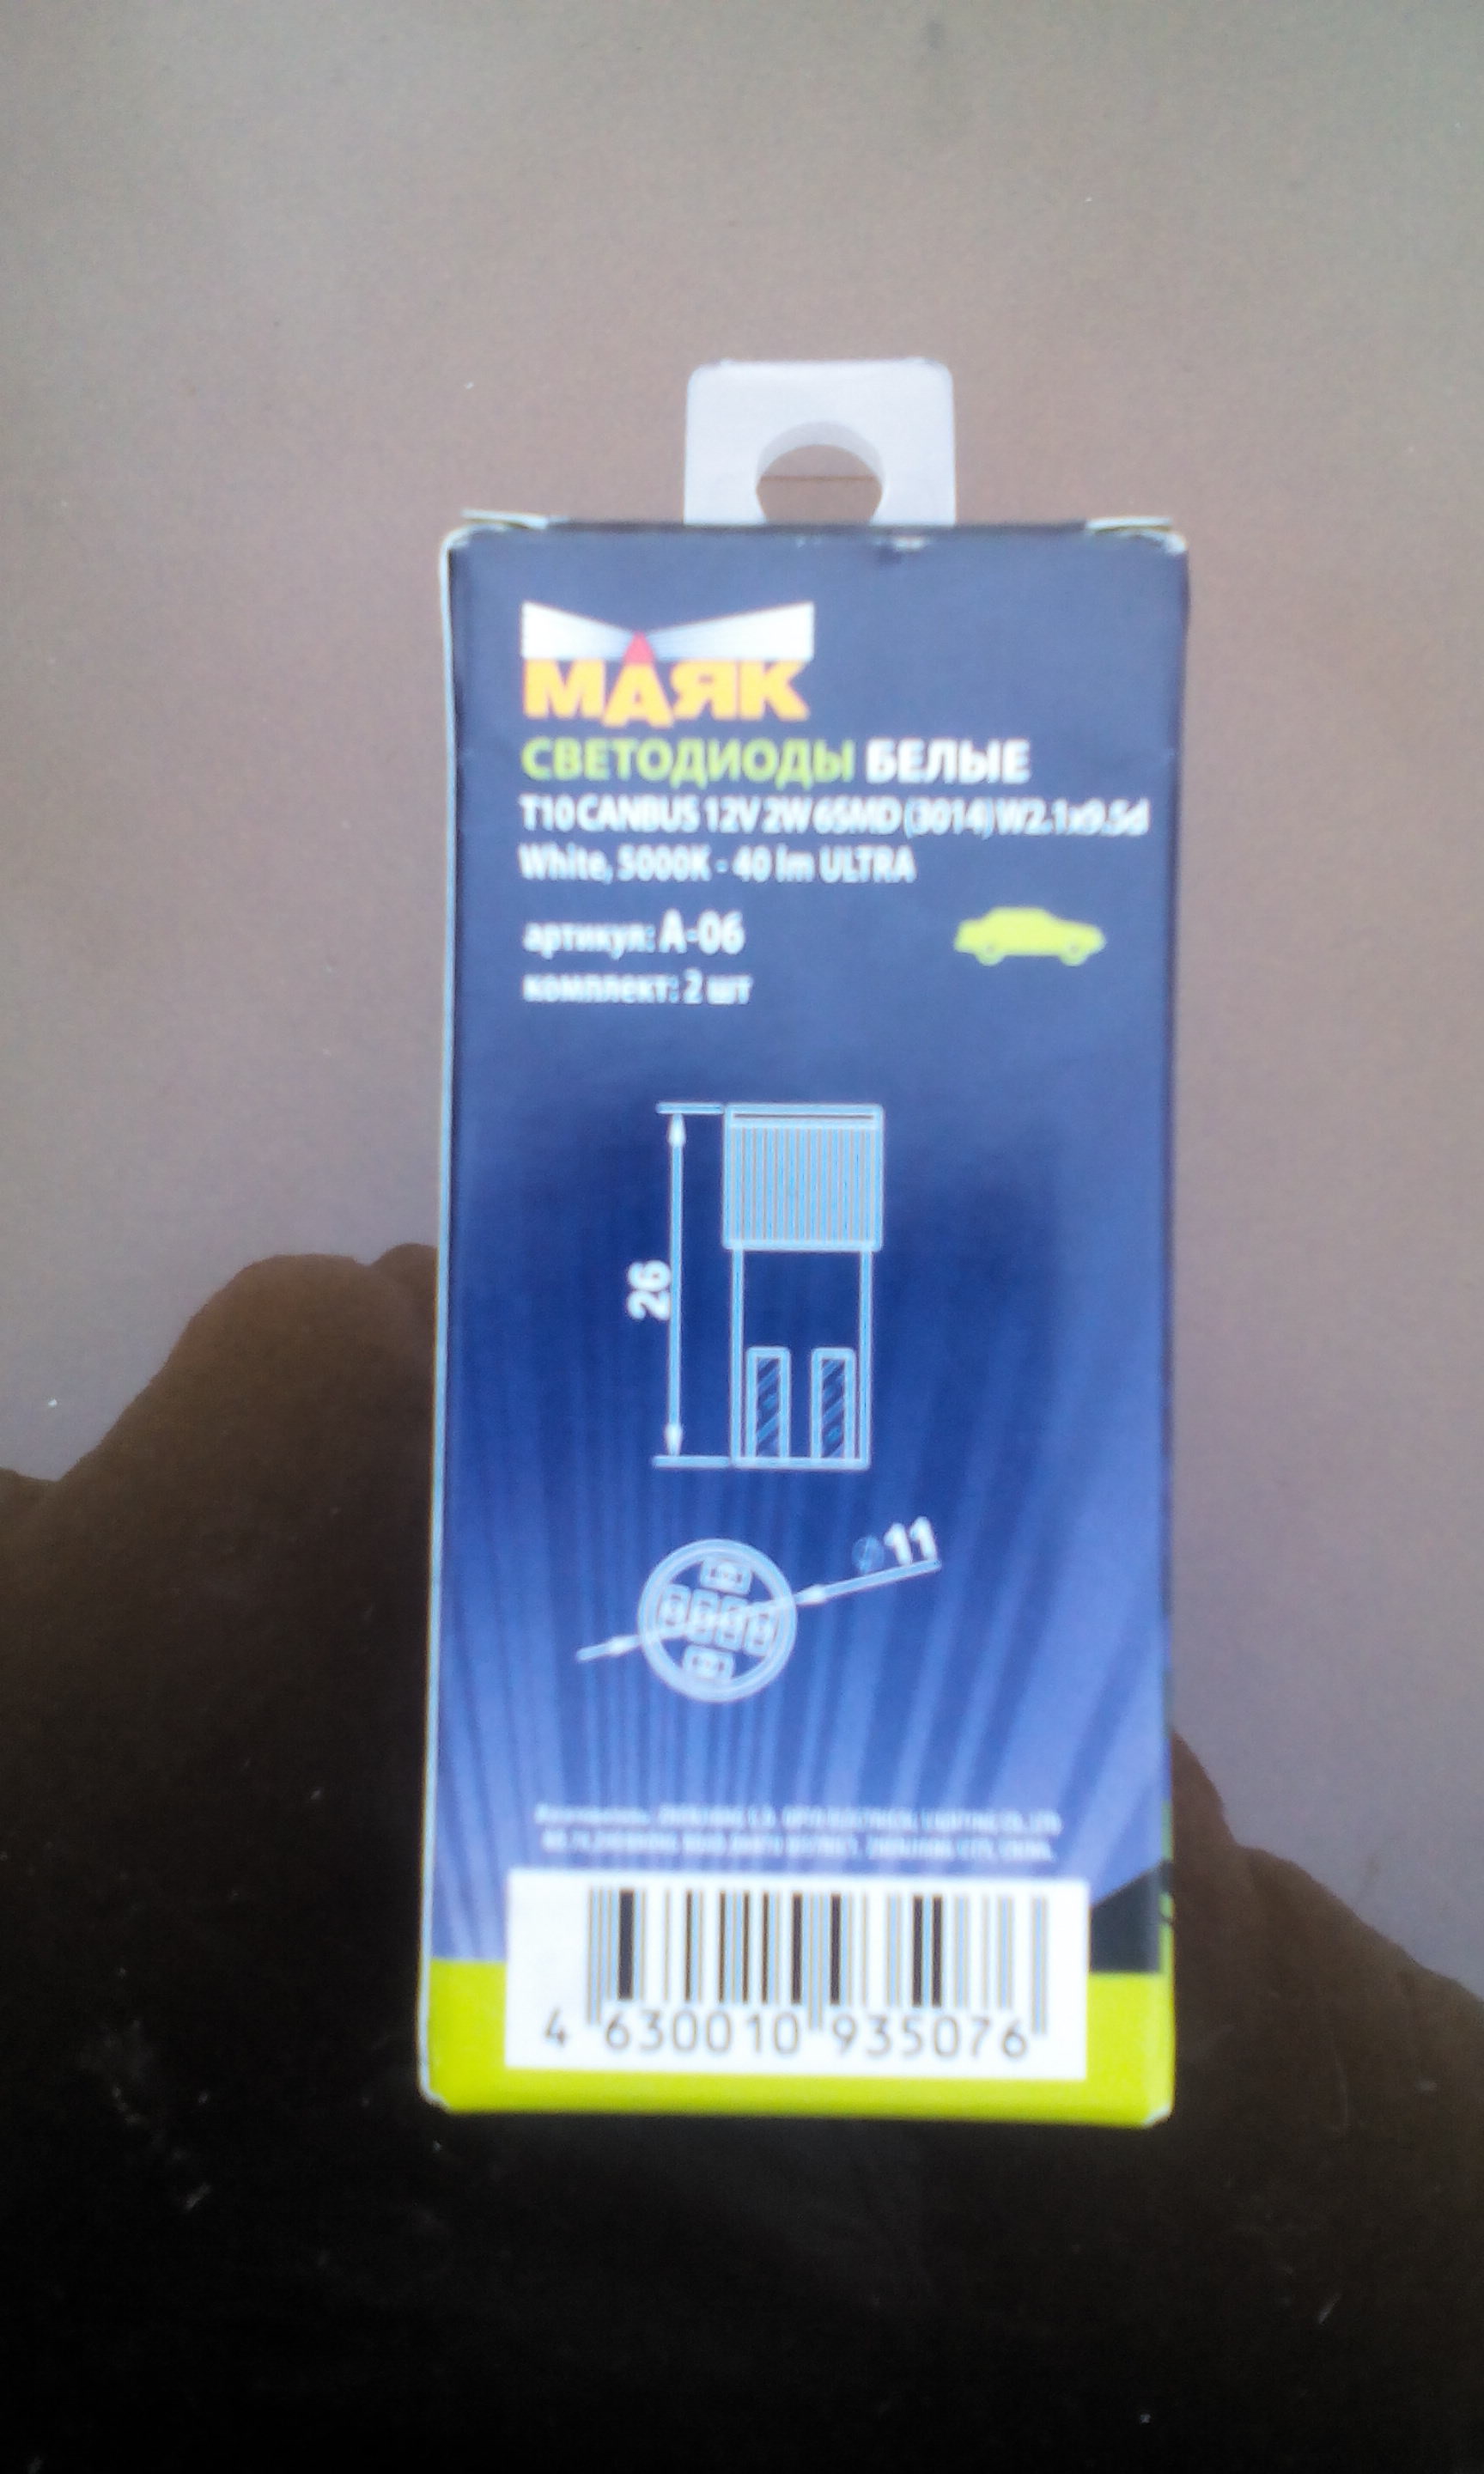 МАЯК
СВЕТОДИОДЫ БЕЛЫЕ
T10 CANBUS 12V 2W 6SMD (3014) W2.1x9.5d
White, 5000K - 40 lm ULTRA
артикул: A-06
комплект: 2 шт
26
ø11
4 630010 935076